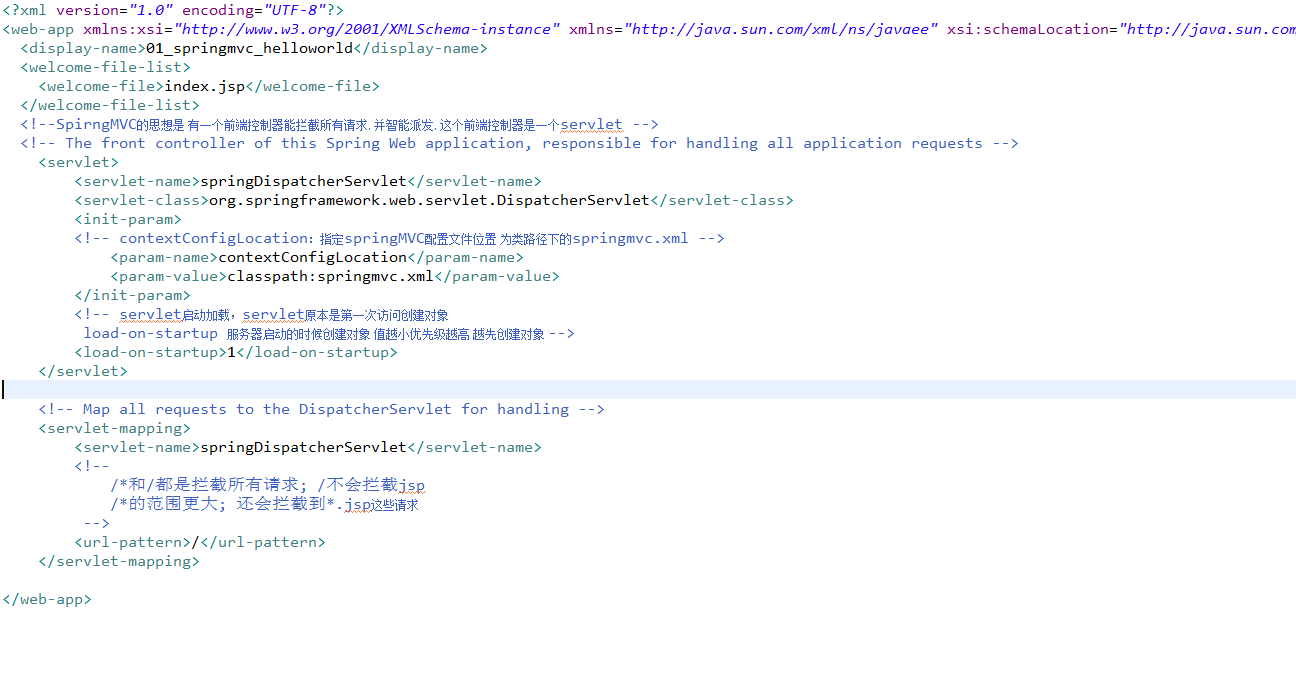 <?xml version="1.0" encoding="UTF-8"?>
<web-app xmlns:xsi="http://www.w3.org/2001/XMLSchema-instance" xmlns="http://java.sun.com/xml/ns/javaee" xsi:schemaLocation="http://java.sun.com
<display-name>01_springmvc_helloworld</display-name>
<welcome-file-list>
<welcome-file>index.jsp</welcome-file>
</welcome-file-list>
<!--SpirngMVC的思想是 有一个前端控制器能拦截所有请求.并智能派发.这个前端控制器是一个servlet -->
<!-- The front controller of this Spring Web application, responsible for handling all application requests -->
<servlet>
<servlet-name>springDispatcherServlet</servlet-name>
<servlet-class>org.springframework.web.servlet.DispatcherServlet</servlet-class>
<init-param>
<!-- contextConfigLocation：指定springMVC配置文件位置 为类路径下的springmvc.xml -->
<param-name>contextConfigLocation</param-name>
<param-value>classpath:springmvc.xml</param-value>
</init-param>
<!-- servlet启动加载，servlet原本是第一次访问创建对象
load-on-startup 服务器启动的时候创建对象 值越小优先级越高 越先创建对象 -->
<load-on-startup>1</load-on-startup>
</servlet>
<!-- Map all requests to the DispatcherServlet for handling -->
<servlet-mapping>
<servlet-name>springDispatcherServlet</servlet-name>
<!--
/*和/都是拦截所有请求; /不会拦截jsp
/*的范围更大; 还会拦截到*.jsp这些请求
-->
<url-pattern>/</url-pattern>
</servlet-mapping>
</web-app>